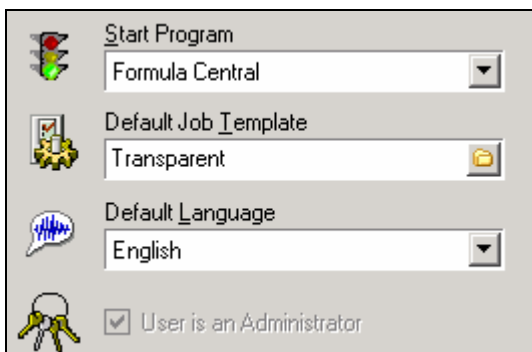 Start Program
Formula Central
Default Job Template
Transparent
Default Language
English
User is an Administrator